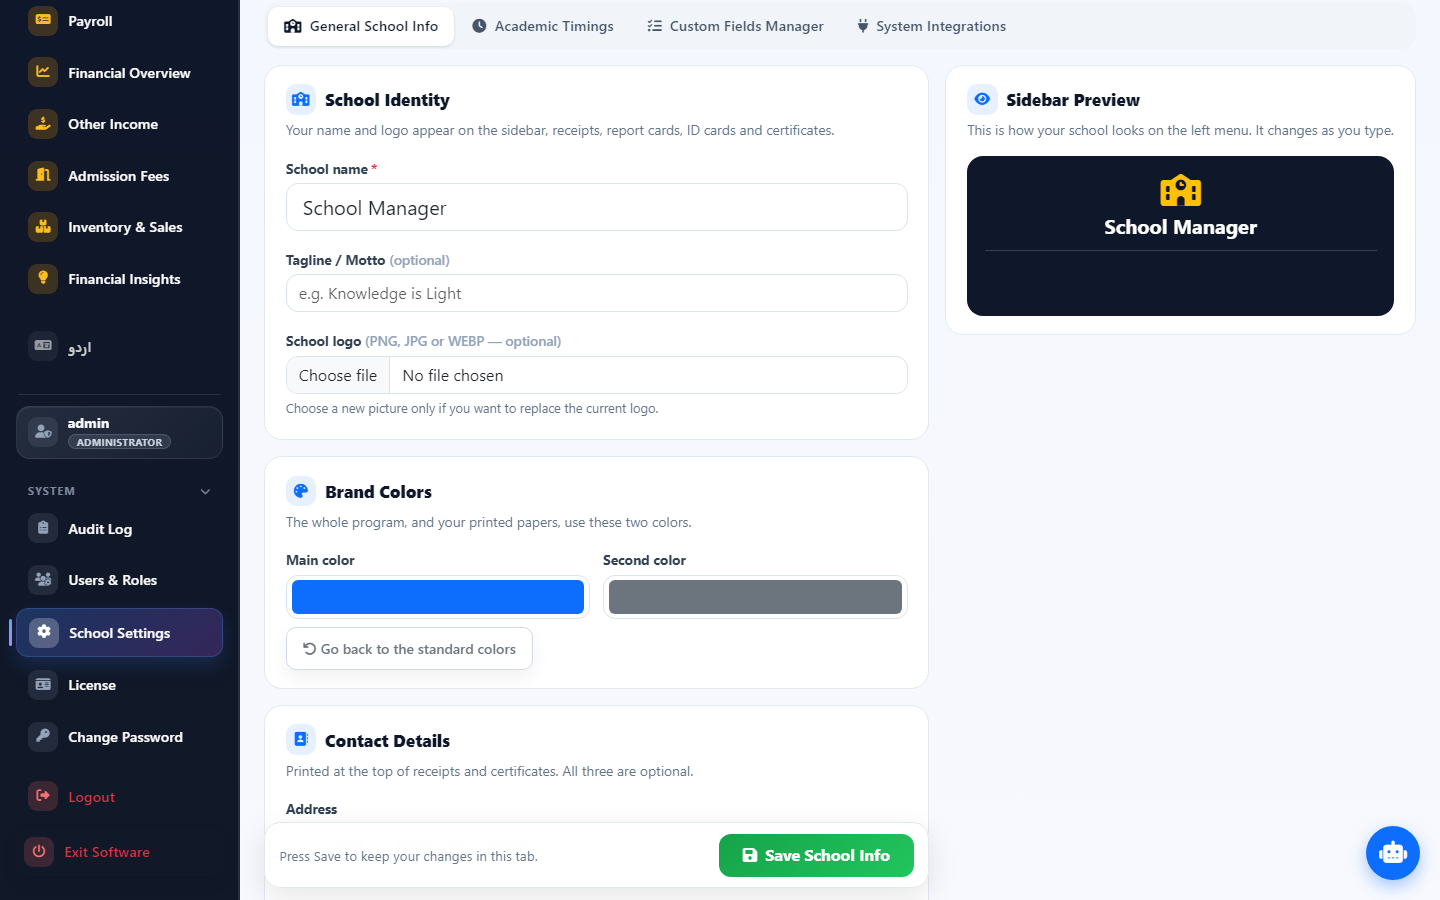 Payroll
Financial Overview
Other Income
Admission Fees
Inventory & Sales
Financial Insights
اردو
admin
ADMINISTRATOR
SYSTEM
Audit Log
Users & Roles
School Settings
License
Change Password
Logout
Exit Software
General School Info
Academic Timings
Custom Fields Manager
System Integrations
School Identity
Your name and logo appear on the sidebar, receipts, report cards, ID cards and certificates.
School name *
School Manager
Tagline / Motto (optional)
e.g. Knowledge is Light
School logo (PNG, JPG or WEBP — optional)
Choose file No file chosen
Choose a new picture only if you want to replace the current logo.
Brand Colors
The whole program, and your printed papers, use these two colors.
Main color
Second color
Go back to the standard colors
Contact Details
Printed at the top of receipts and certificates. All three are optional.
Address
Press Save to keep your changes in this tab.
Save School Info
Sidebar Preview
This is how your school looks on the left menu. It changes as you type.
School Manager